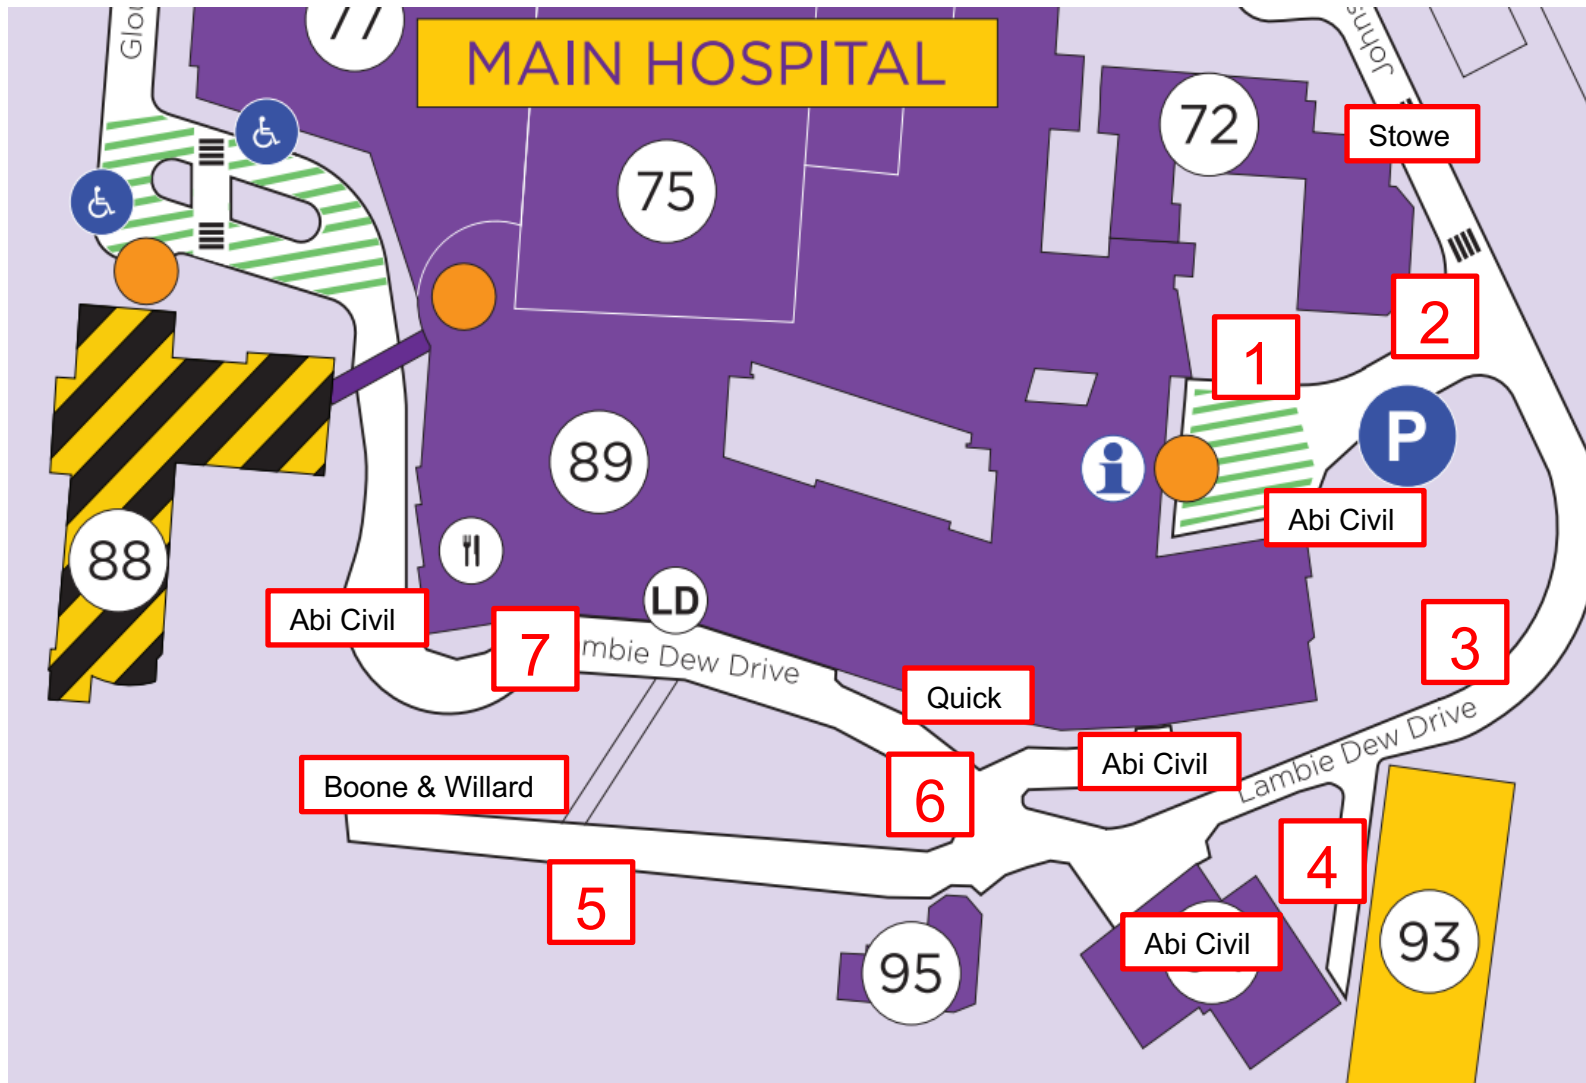 Glou
77
MAIN HOSPITAL
Johns
72
Stowe
75
2
1
P
i
89
Abi Civil
88
LD
Abi Civil
7
mbie Dew Drive
3
Quick
Lambie Dew Drive
Abi Civil
Boone & Willard
6
4
5
Abi Civil
93
95